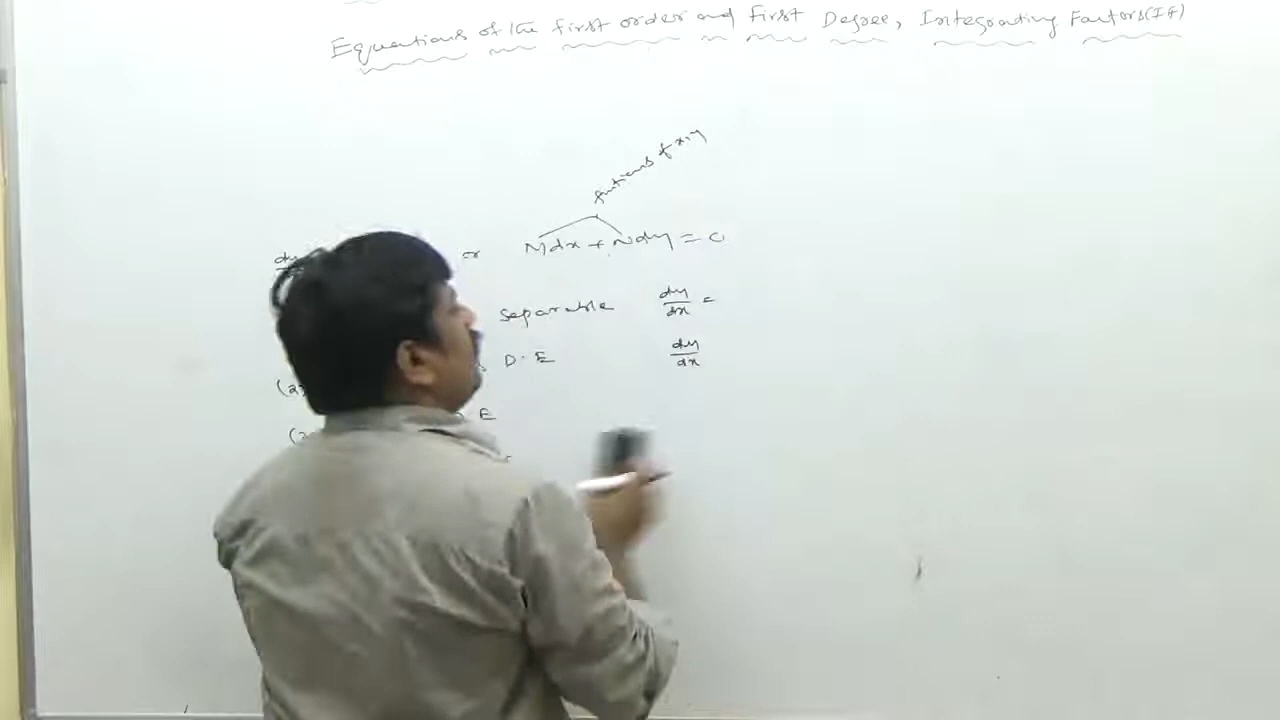 Equations of the first order and first Degree, Integrating Factors(IF)
functions of x,y
or Mdx + Ndy = 0
separable dy/dx =
D.E dy/dx
(2)
E